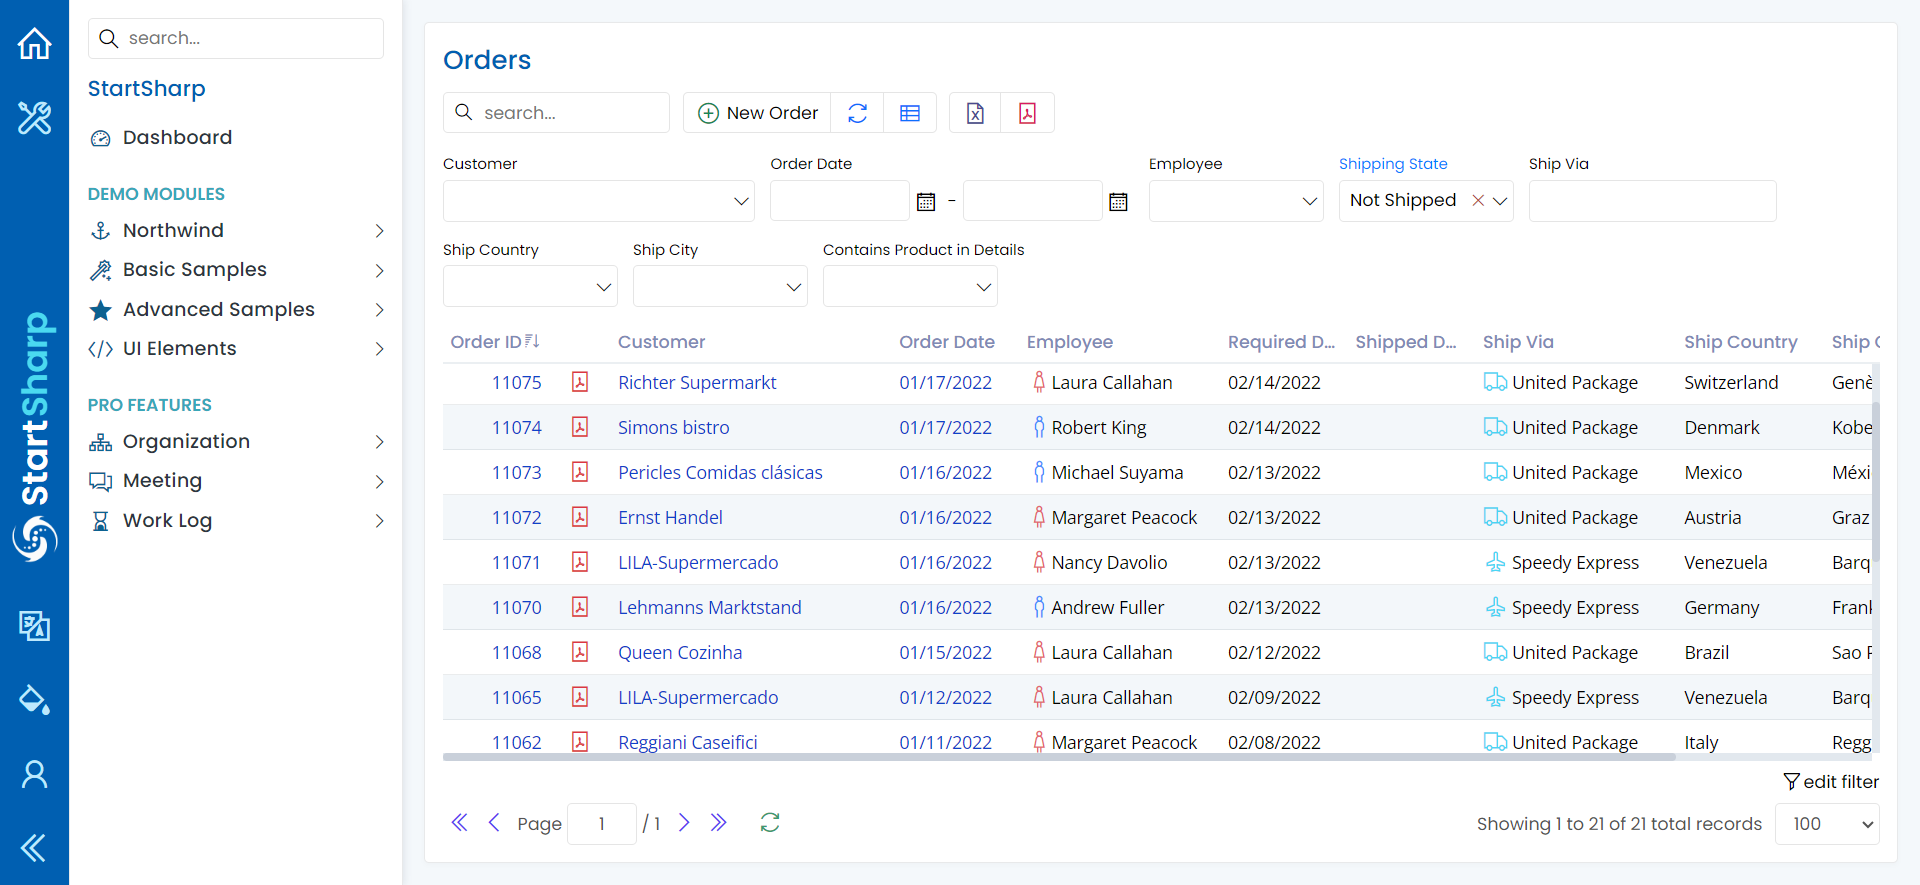 search...
StartSharp
Dashboard
DEMO MODULES
Northwind
Basic Samples
Advanced Samples
UI Elements
PRO FEATURES
Organization
Meeting
Work Log
StartSharp
Orders
search...
New Order
Customer
Order Date
Employee
Shipping State
Ship Via
-
Not Shipped
Ship Country
Ship City
Contains Product in Details
Order ID Customer Order Date Employee Required D... Shipped D... Ship Via Ship Country Ship
11075 Richter Supermarkt 01/17/2022 Laura Callahan 02/14/2022 United Package Switzerland Genè
11074 Simons bistro 01/17/2022 Robert King 02/14/2022 United Package Denmark Kobe
11073 Pericles Comidas clásicas 01/16/2022 Michael Suyama 02/13/2022 United Package Mexico Méxi
11072 Ernst Handel 01/16/2022 Margaret Peacock 02/13/2022 United Package Austria Graz
11071 LILA-Supermercado 01/16/2022 Nancy Davolio 02/13/2022 Speedy Express Venezuela Barq
11070 Lehmanns Marktstand 01/16/2022 Andrew Fuller 02/13/2022 Speedy Express Germany Frank
11068 Queen Cozinha 01/15/2022 Laura Callahan 02/12/2022 United Package Brazil Sao P
11065 LILA-Supermercado 01/12/2022 Laura Callahan 02/09/2022 Speedy Express Venezuela Barq
11062 Reggiani Caseifici 01/11/2022 Margaret Peacock 02/08/2022 United Package Italy Regg
edit filter
Page 1 / 1
Showing 1 to 21 of 21 total records 100